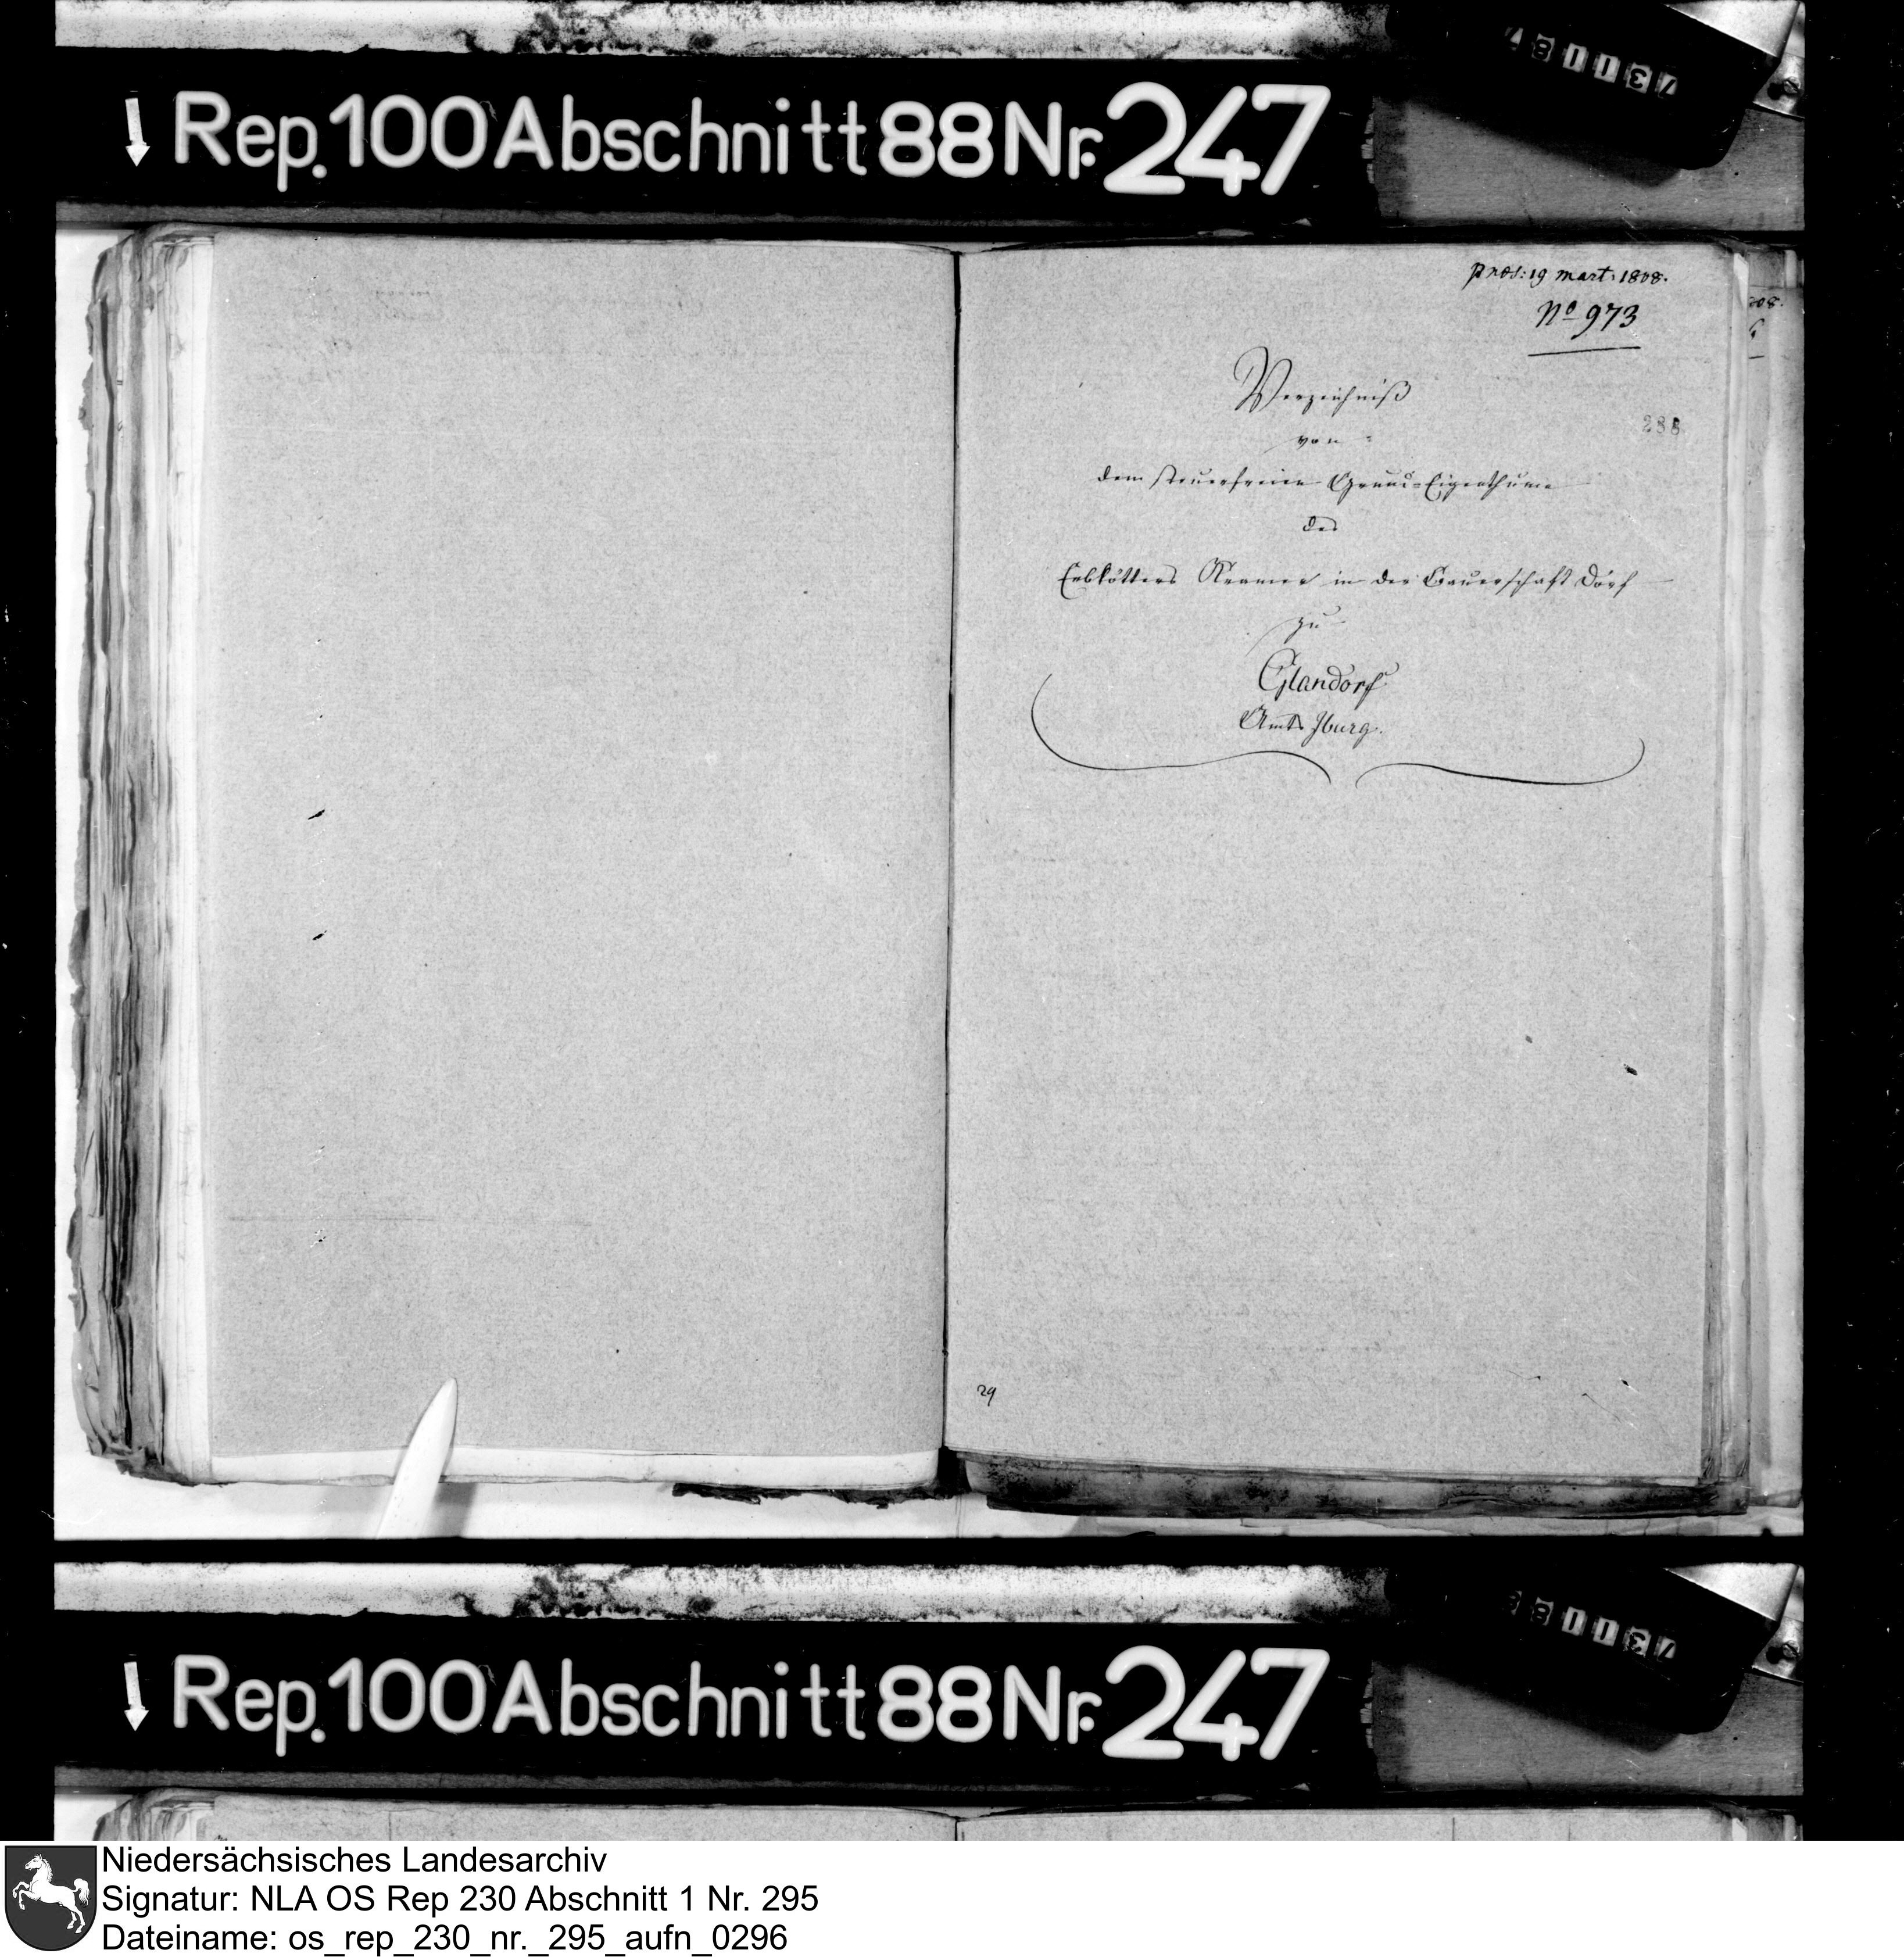 Rep. 100 Abschnitt 88 Nr. 247
præs: 19 mart: 1808.
No 973
Verzeichniß
288
von
dem steuerfreien Grund-Eigenthume
des
Erbkötters Kramer in der Bauerschaft Dorf
zu
Glandorf
Amts Iburg.
29
Rep. 100 Abschnitt 88 Nr. 247
Niedersächsisches Landesarchiv
Signatur: NLA OS Rep 230 Abschnitt 1 Nr. 295
Dateiname: os_rep_230_nr._295_aufn_0296